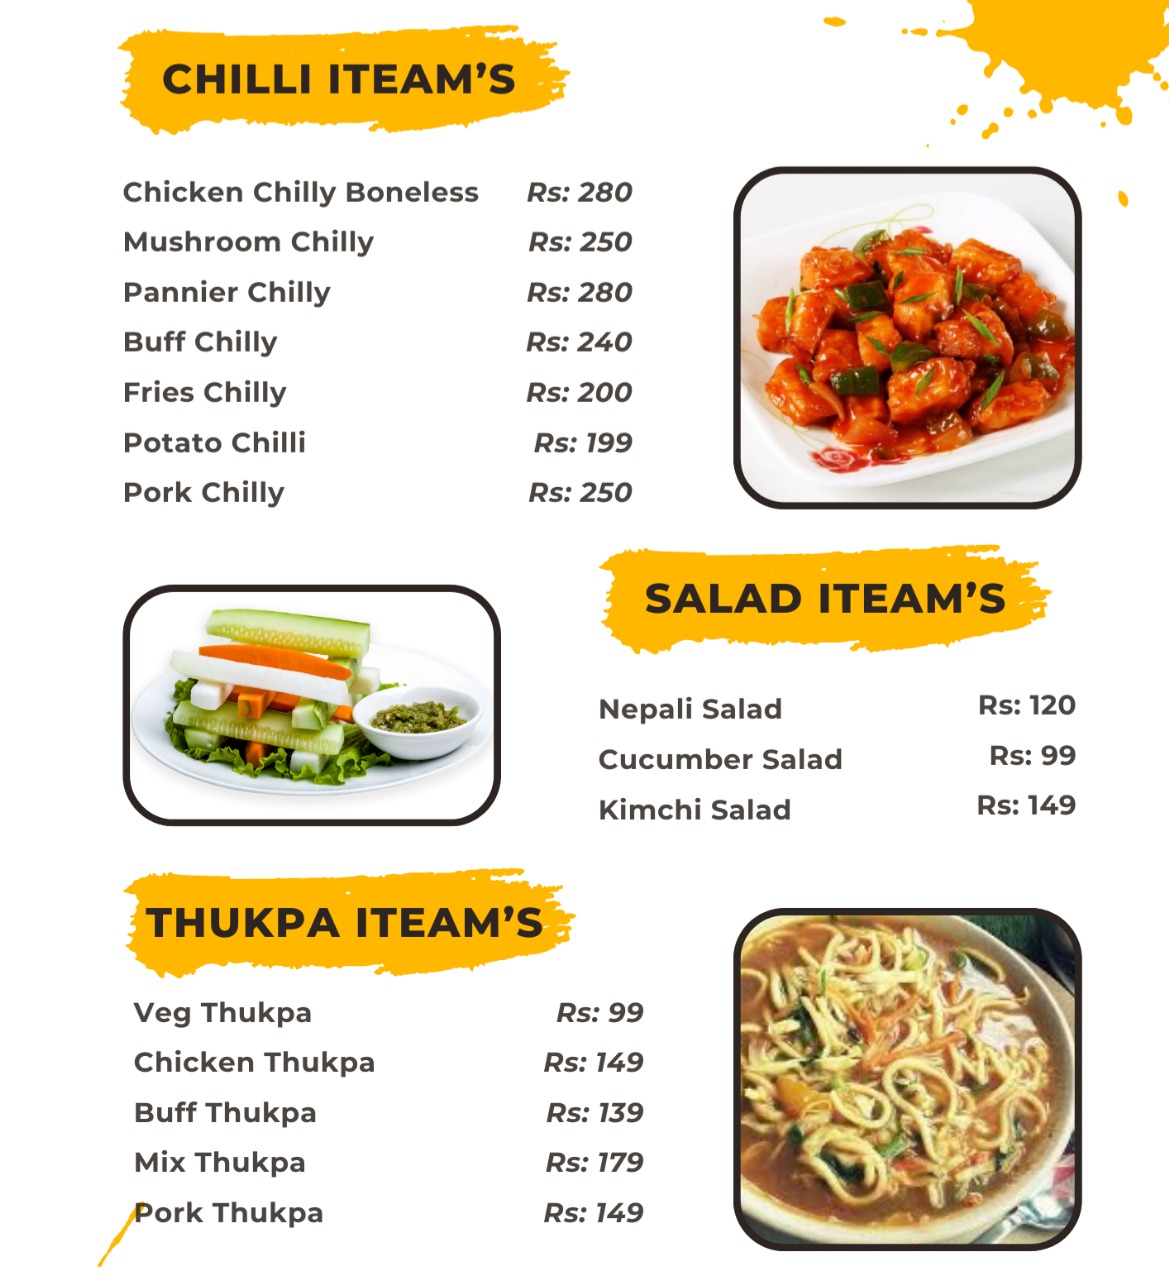 CHILLI ITEAM'S
Chicken Chilly Boneless Rs: 280
Mushroom Chilly Rs: 250
Pannier Chilly Rs: 280
Buff Chilly Rs: 240
Fries Chilly Rs: 200
Potato Chilli Rs: 199
Pork Chilly Rs: 250
SALAD ITEAM'S
Nepali Salad Rs: 120
Cucumber Salad Rs: 99
Kimchi Salad Rs: 149
THUKPA ITEAM'S
Veg Thukpa Rs: 99
Chicken Thukpa Rs: 149
Buff Thukpa Rs: 139
Mix Thukpa Rs: 179
Pork Thukpa Rs: 149